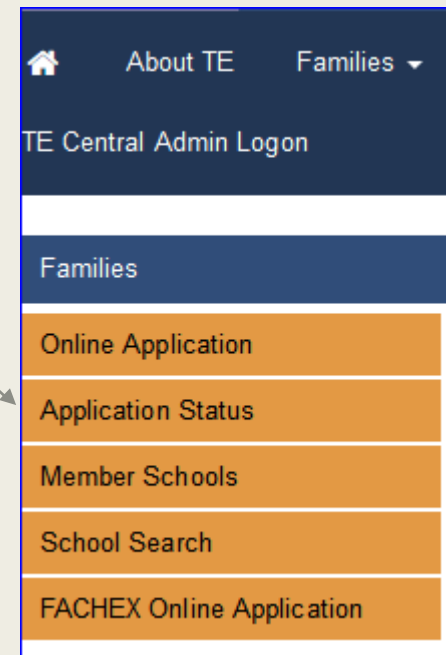 About TE Families
TE Central Admin Logon
Families
Online Application
Application Status
Member Schools
School Search
FACHEX Online Application